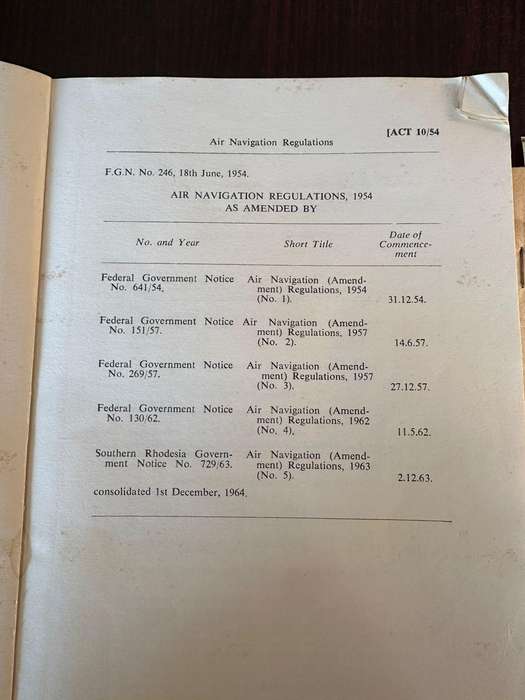 [ACT 10/54
Air Navigation Regulations
F.G.N. No. 246, 18th June, 1954.
AIR NAVIGATION REGULATIONS, 1954
AS AMENDED BY
No. and Year Short Title Date of Commence-ment
Federal Government Notice
No. 641/54.
Air Navigation (Amend-
ment) Regulations, 1954
(No. 1).
31.12.54.
Federal Government Notice
No. 151/57.
Air Navigation (Amend-
ment) Regulations, 1957
(No. 2).
14.6.57.
Federal Government Notice
No. 269/57.
Air Navigation (Amend-
ment) Regulations, 1957
(No. 3).
27.12.57.
Federal Government Notice
No. 130/62.
Air Navigation (Amend-
ment) Regulations, 1962
(No. 4).
11.5.62.
Southern Rhodesia Govern-
ment Notice No. 729/63.
Air Navigation (Amend-
ment) Regulations, 1963
(No. 5).
2.12.63.
consolidated 1st December, 1964.